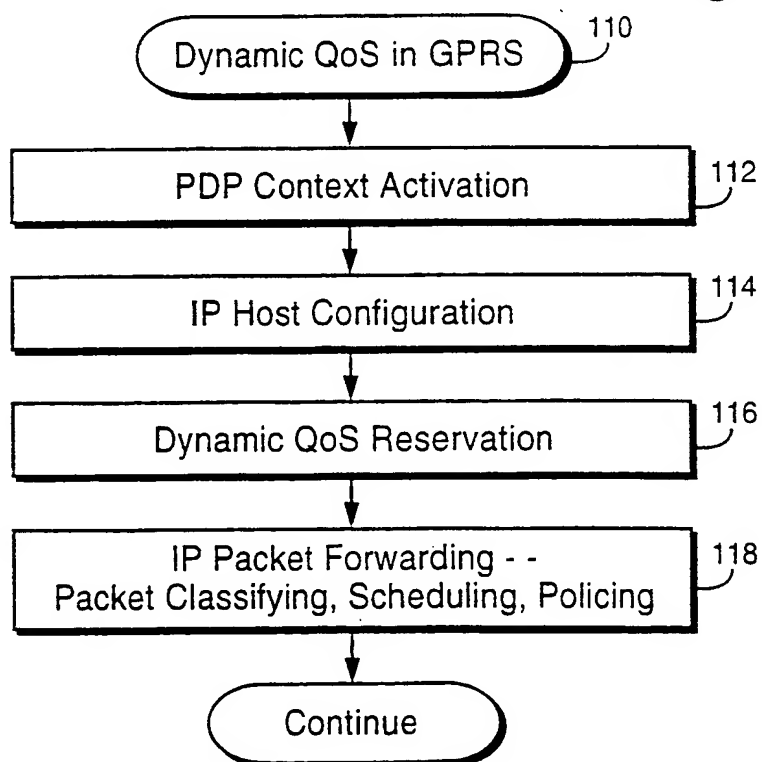 Dynamic QoS in GPRS
110
PDP Context Activation
112
IP Host Configuration
114
Dynamic QoS Reservation
116
IP Packet Forwarding - -
Packet Classifying, Scheduling, Policing
118
Continue